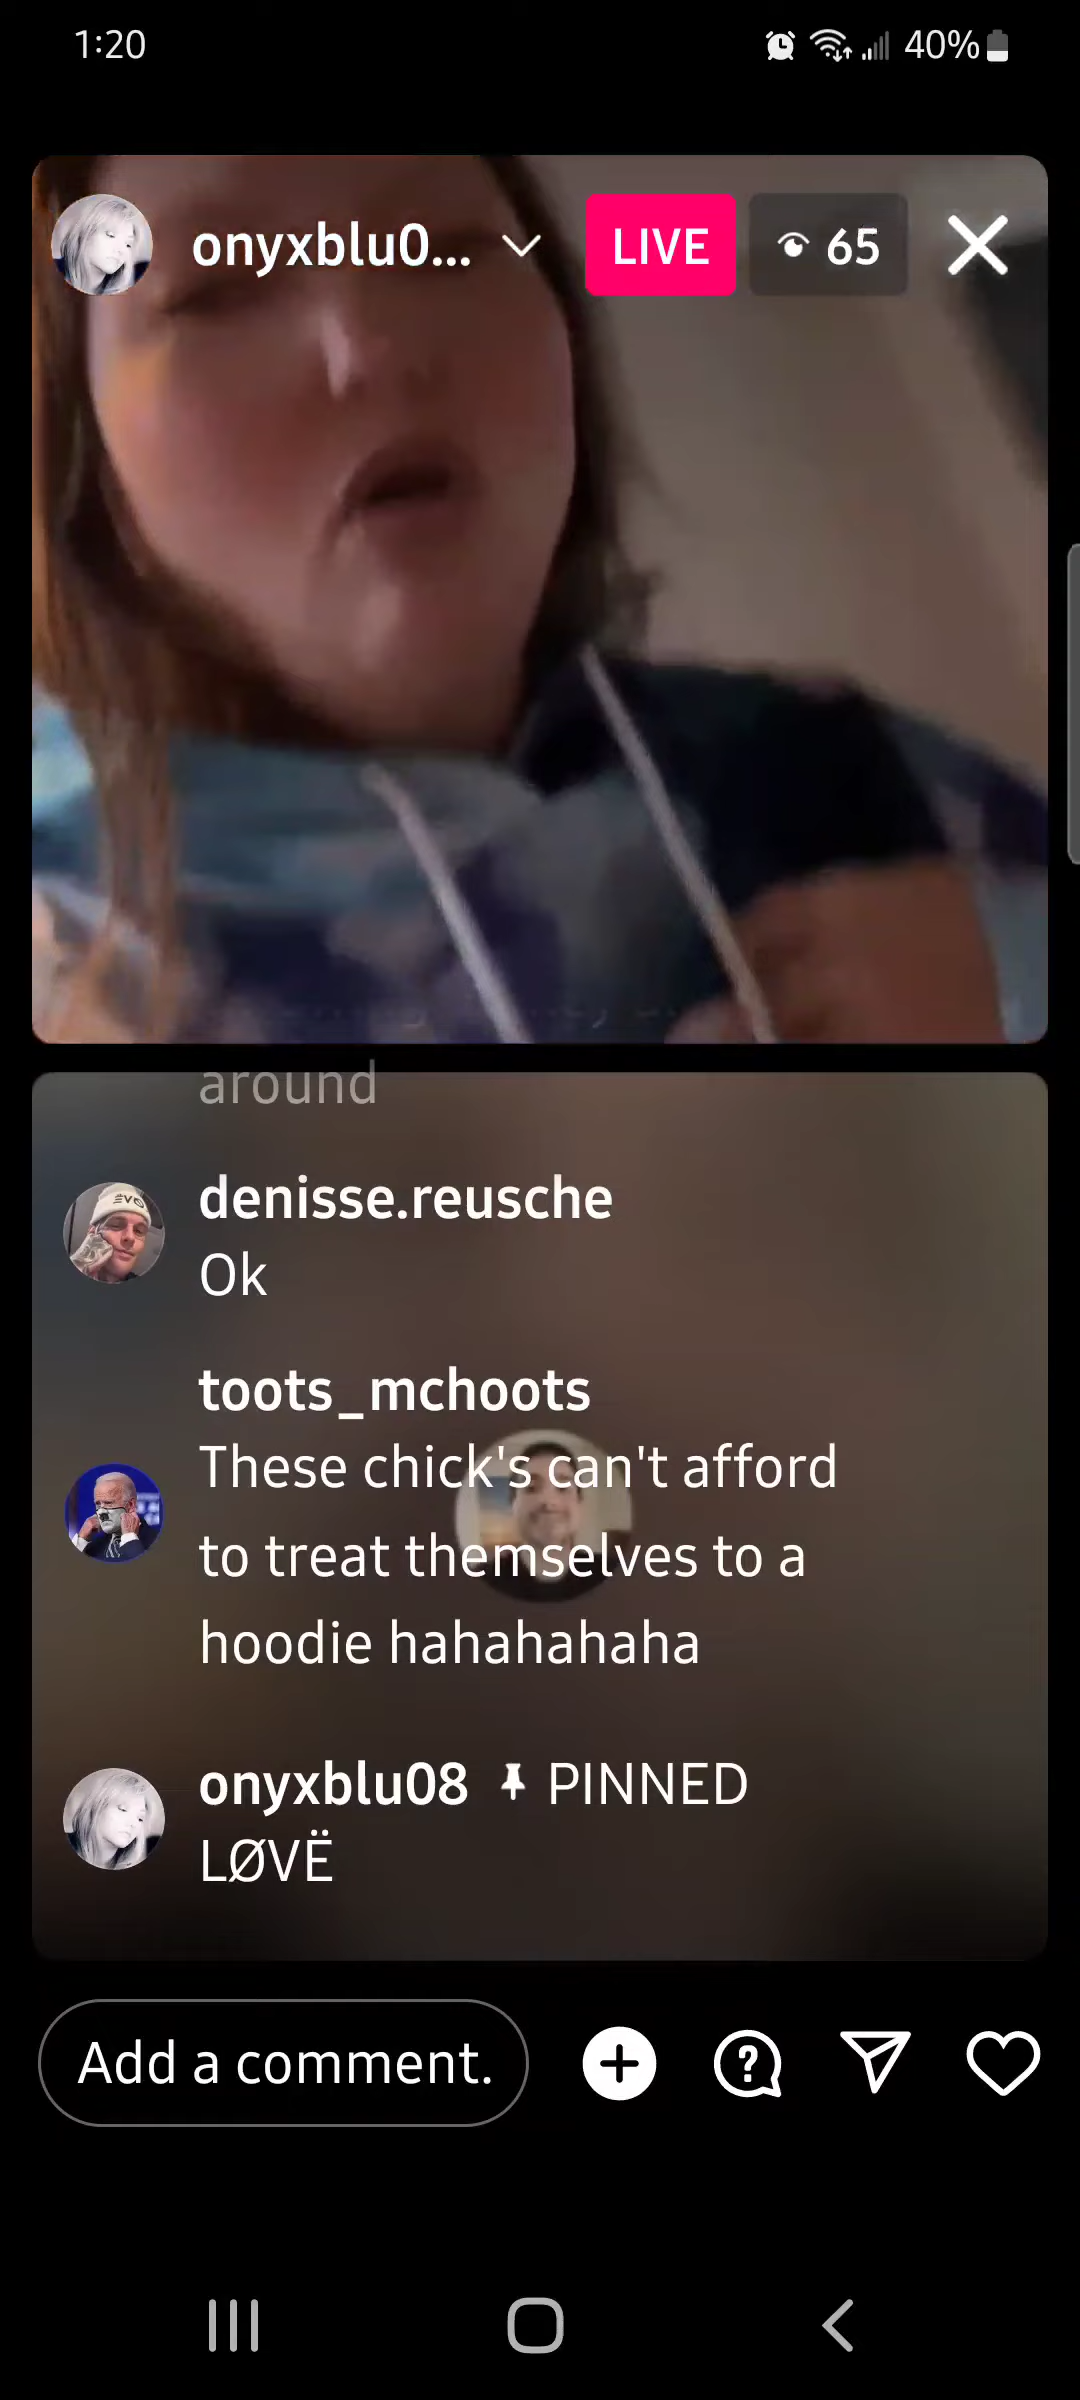 1:20
40%
onyxblu0...
LIVE
65
around
denisse.reusche
Ok
toots_mchoots
These chick's can't afford
to treat themselves to a
hoodie hahahahaha
onyxblu08 PINNED
LØVË
Add a comment.